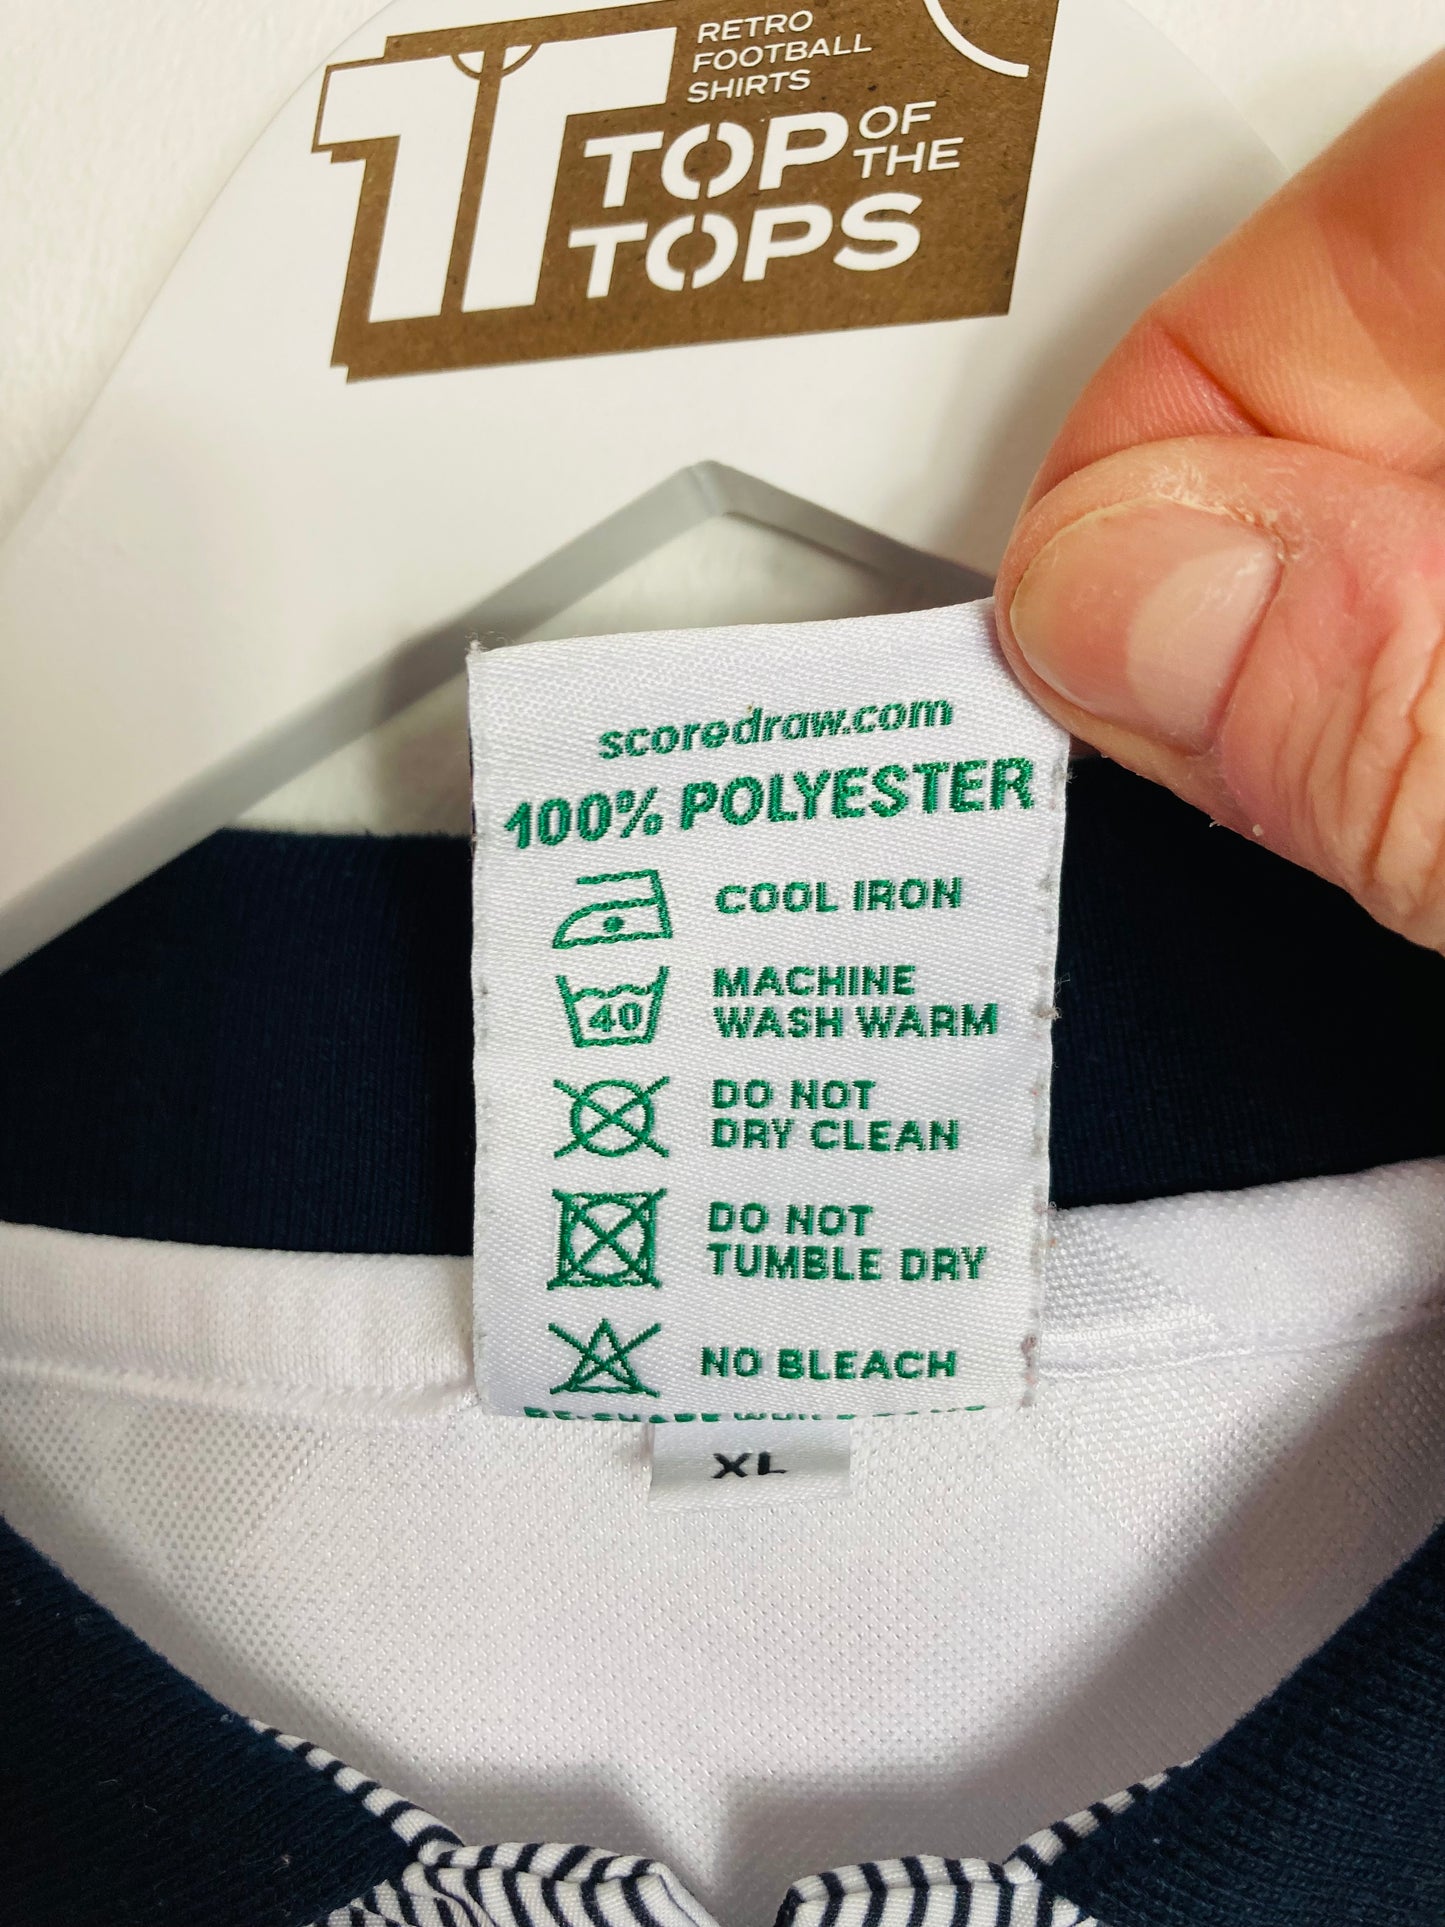 RETRO
FOOTBALL
SHIRTS
TOP OF THE
TOPS
scoredraw.com
100% POLYESTER
COOL IRON
40
MACHINE
WASH WARM
DO NOT
DRY CLEAN
DO NOT
TUMBLE DRY
NO BLEACH
XL